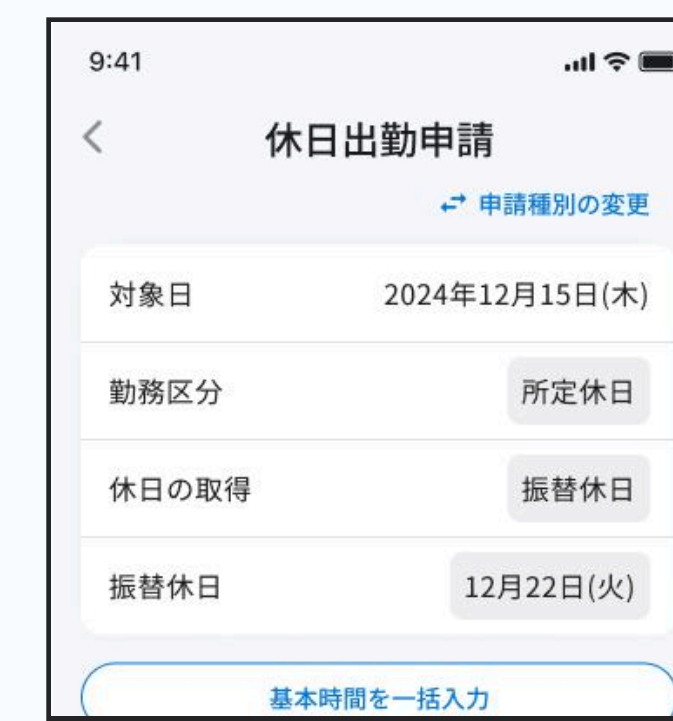 9:41
休日出勤申請
申請種別の変更
対象日 2024年12月15日(木)
勤務区分 所定休日
休日の取得 振替休日
振替休日 12月22日(火)
基本時間を一括入力